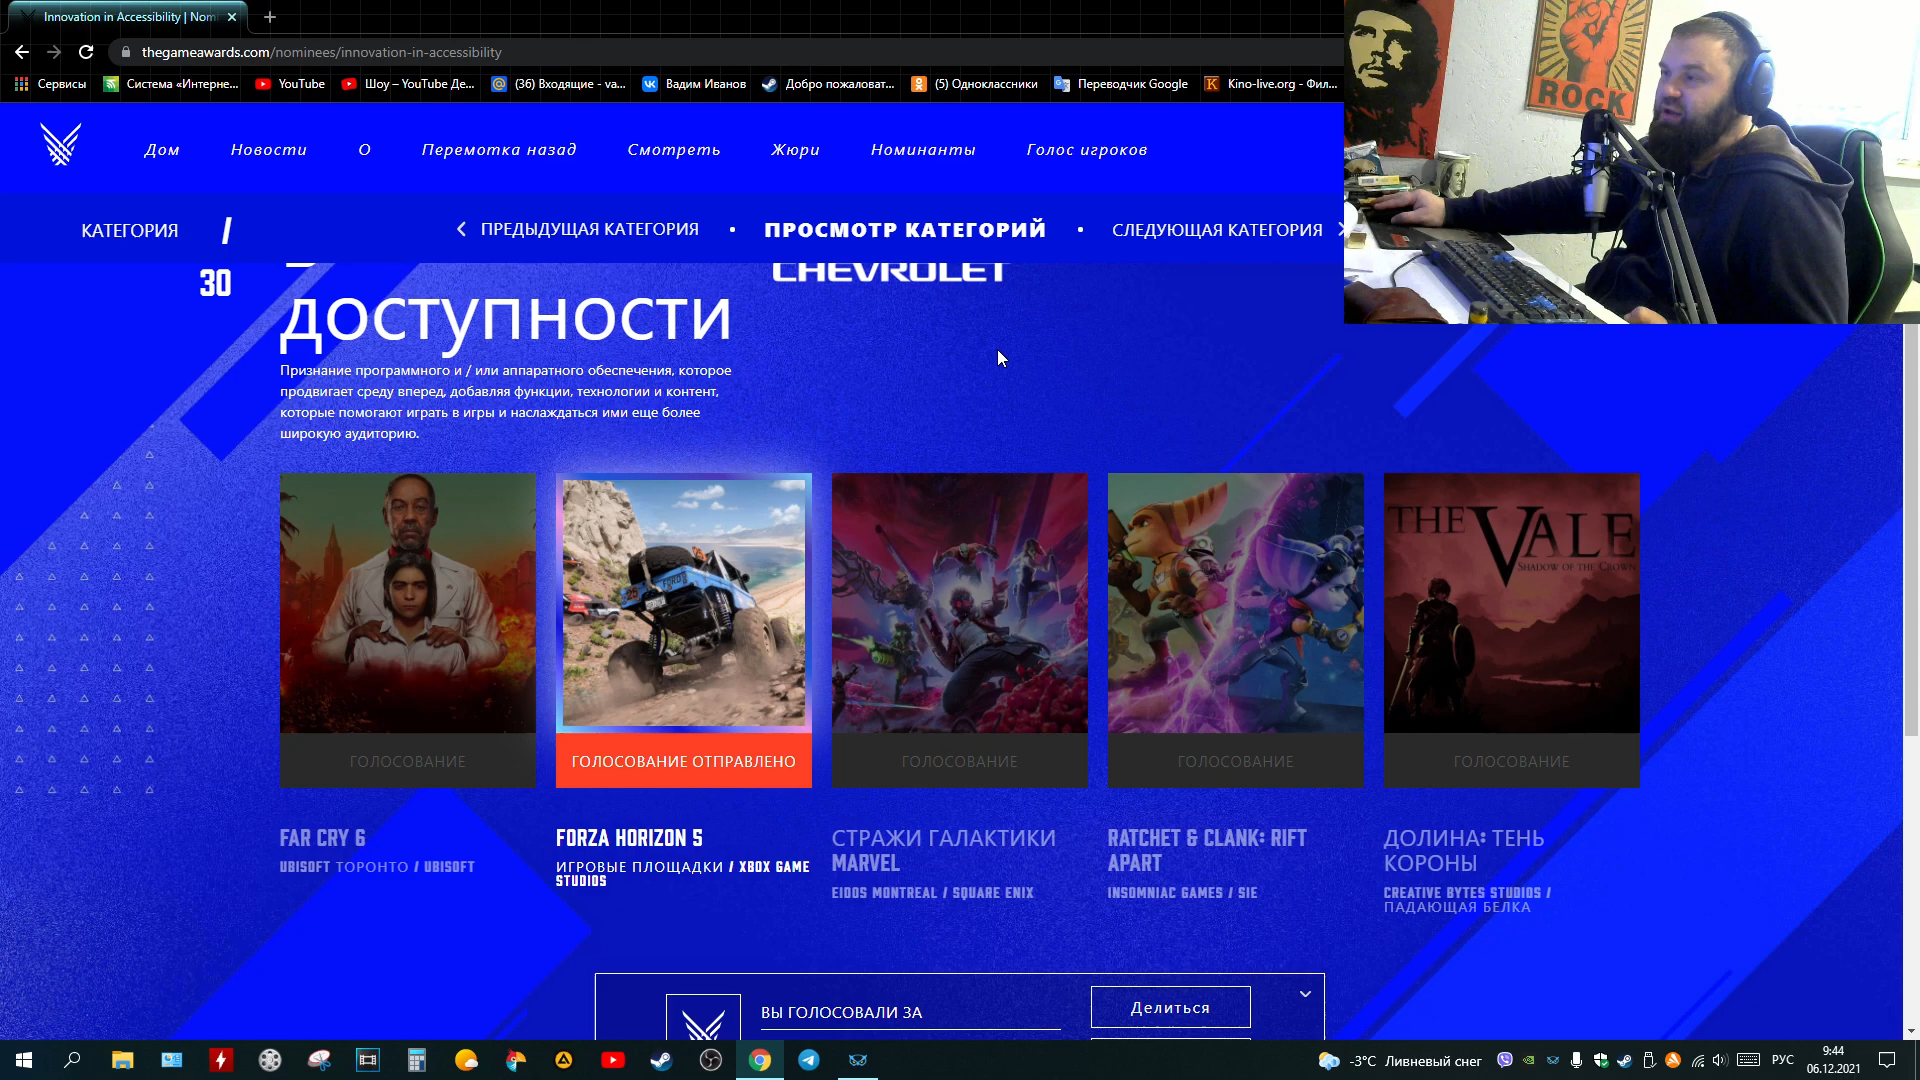 Innovation in Accessibility | Nom
thegameawards.com/nominees/innovation-in-accessibility
Сервисы
Система «Интерне...
YouTube
Шоу – YouTube Де...
(36) Входящие - va...
Вадим Иванов
Добро пожаловат...
(5) Одноклассники
Переводчик Google
Kino-live.org - Фил...
ROCK
Дом
Новости
О
Перемотка назад
Смотреть
Жюри
Номинанты
Голос игроков
КАТЕГОРИЯ
/
30
ПРЕДЫДУЩАЯ КАТЕГОРИЯ
ПРОСМОТР КАТЕГОРИЙ
СЛЕДУЮЩАЯ КАТЕГОРИЯ
CHEVROLET
доступности
Признание программного и / или аппаратного обеспечения, которое
продвигает среду вперед, добавляя функции, технологии и контент,
которые помогают играть в игры и наслаждаться ими еще более
широкую аудиторию.
THE VALE
SHADOW OF THE CROWN
ГОЛОСОВАНИЕ
ГОЛОСОВАНИЕ ОТПРАВЛЕНО
ГОЛОСОВАНИЕ
ГОЛОСОВАНИЕ
ГОЛОСОВАНИЕ
FAR CRY 6
UBISOFT ТОРОНТО / UBISOFT
FORZA HORIZON 5
ИГРОВЫЕ ПЛОЩАДКИ / XBOX GAME
STUDIOS
СТРАЖИ ГАЛАКТИКИ
MARVEL
EIDOS MONTREAL / SQUARE ENIX
RATCHET & CLANK: RIFT
APART
INSOMNIAC GAMES / SIE
ДОЛИНА: ТЕНЬ
КОРОНЫ
CREATIVE BYTES STUDIOS /
ПАДАЮЩАЯ БЕЛКА
ВЫ ГОЛОСОВАЛИ ЗА
Делиться
-3°C Ливневый снег
РУС
9:44
06.12.2021